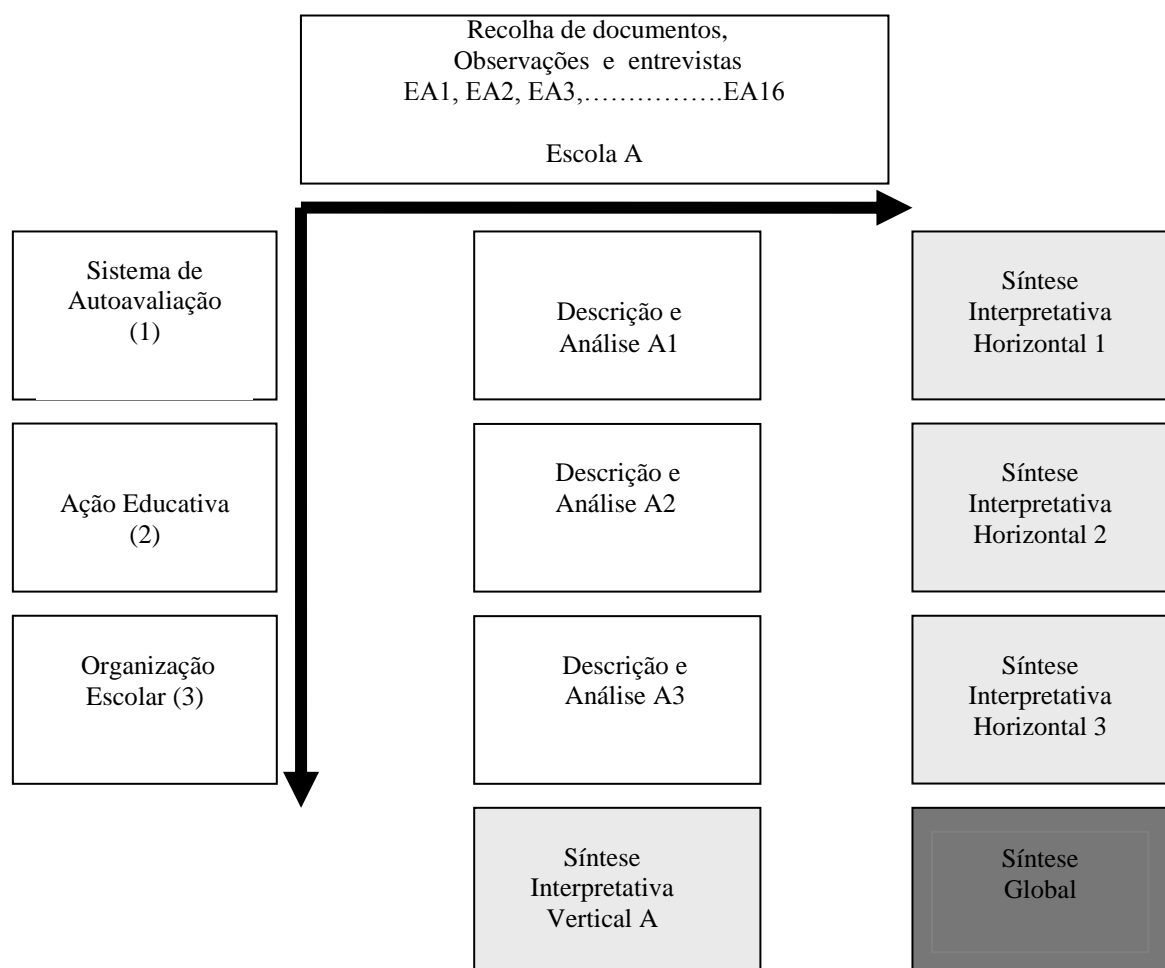 Recolha de documentos,
Observações e entrevistas
EA1, EA2, EA3,…………….EA16
Escola A
Sistema de
Autoavaliação
(1)
Descrição e
Análise A1
Síntese
Interpretativa
Horizontal 1
Ação Educativa
(2)
Descrição e
Análise A2
Síntese
Interpretativa
Horizontal 2
Organização
Escolar (3)
Descrição e
Análise A3
Síntese
Interpretativa
Horizontal 3
Síntese
Interpretativa
Vertical A
Síntese
Global